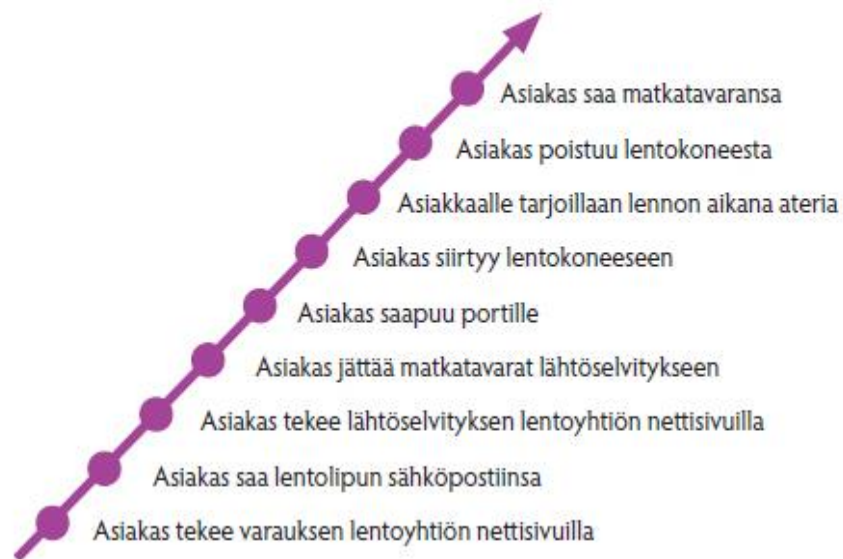 Asiakas saa matkatavaransa
Asiakas poistuu lentokoneesta
Asiakkaalle tarjoillaan lennon aikana ateria
Asiakas siirtyy lentokoneeseen
Asiakas saapuu portille
Asiakas jättää matkatavarat lähtöselvitykseen
Asiakas tekee lähtöselvityksen lentoyhtiön nettisivuilla
Asiakas saa lentolipun sähköpostiinsa
Asiakas tekee varauksen lentoyhtiön nettisivuilla